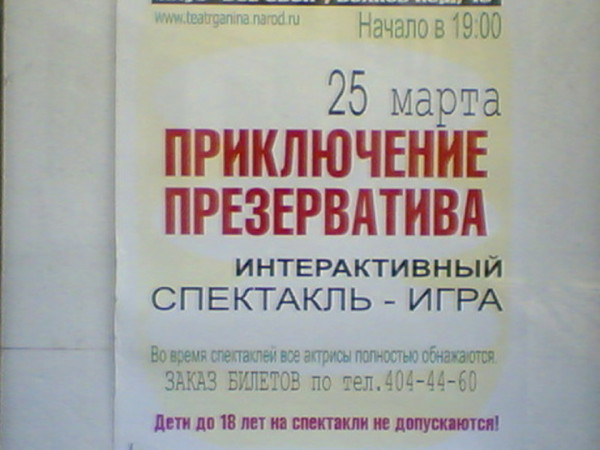 www.teatrganina.narod.ru
Начало в 19:00
25 марта
ПРИКЛЮЧЕНИЕ
ПРЕЗЕРВАТИВА
ИНТЕРАКТИВНЫЙ
СПЕКТАКЛЬ - ИГРА
Во время спектаклей все актрисы полностью обнажаются.
ЗАКАЗ БИЛЕТОВ по тел.404-44-60
Дети до 18 лет на спектакли не допускаются!